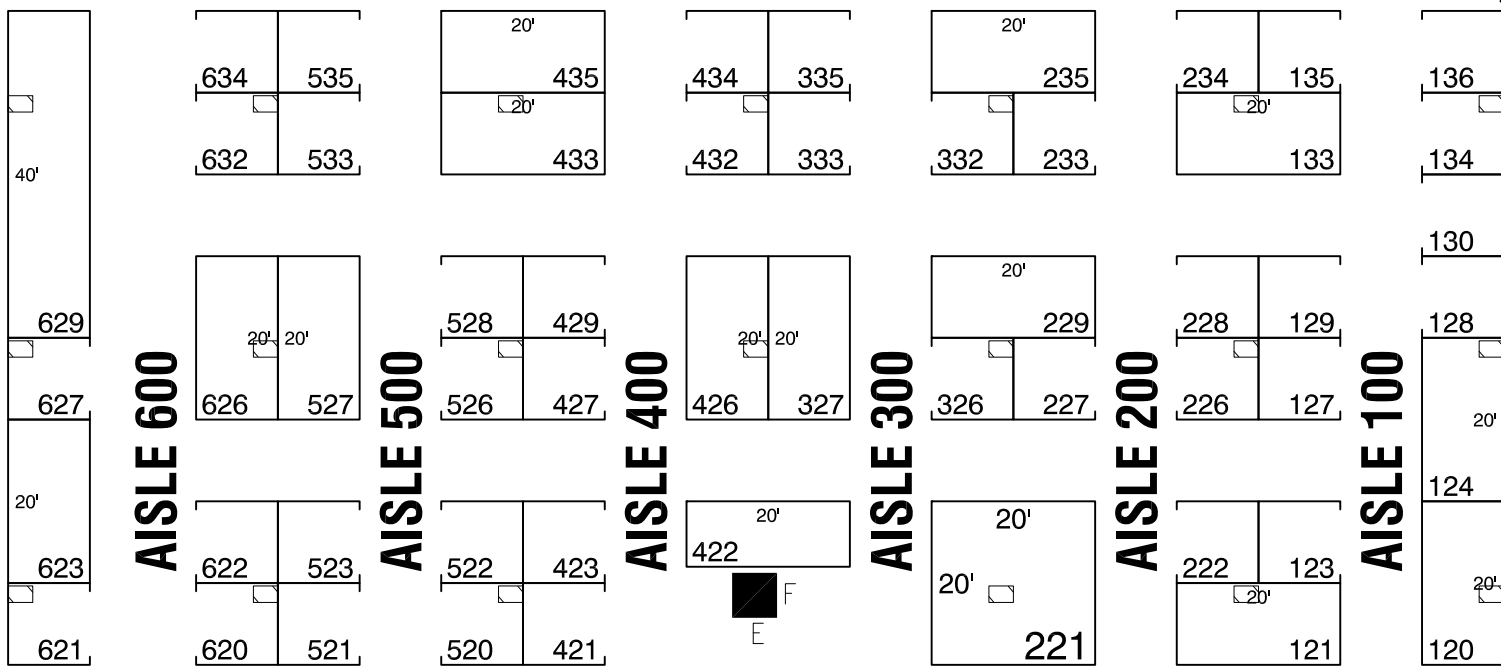 20' 20' 20'
634 535 435 434 335 235 234 135 136
20' 20'
632 533 433 432 333 332 233 133 134
40'
130
20'
629 528 429 229 228 129 128
20' 20' 20' 20'
627 626 527 526 427 426 327 326 227 226 127
20'
AISLE 600
AISLE 500
AISLE 400
AISLE 300
AISLE 200
AISLE 100
124
20' 20' 20'
623 622 523 522 423 422 222 123
20' 20' 20'
F
E
621 620 521 520 421 221 121 120